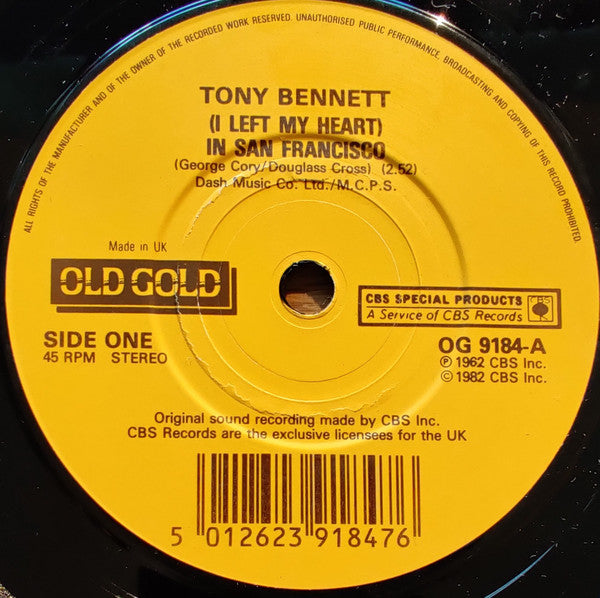 ALL RIGHTS OF THE MANUFACTURER AND OF THE OWNER OF THE RECORDED WORK RESERVED. UNAUTHORISED PUBLIC PERFORMANCE, BROADCASTING AND COPYING OF THIS RECORD PROHIBITED.
TONY BENNETT
(I LEFT MY HEART)
IN SAN FRANCISCO
(George Cory/Douglass Cross) (2.52)
Dash Music Co. Ltd./M.C.P.S.
Made in UK
OLD GOLD
CBS SPECIAL PRODUCTS
A Service of CBS Records
CBS
SIDE ONE
45 RPM STEREO
OG 9184-A
℗ 1962 CBS Inc.
© 1982 CBS Inc.
Original sound recording made by CBS Inc.
CBS Records are the exclusive licensees for the UK
5 012623 918476